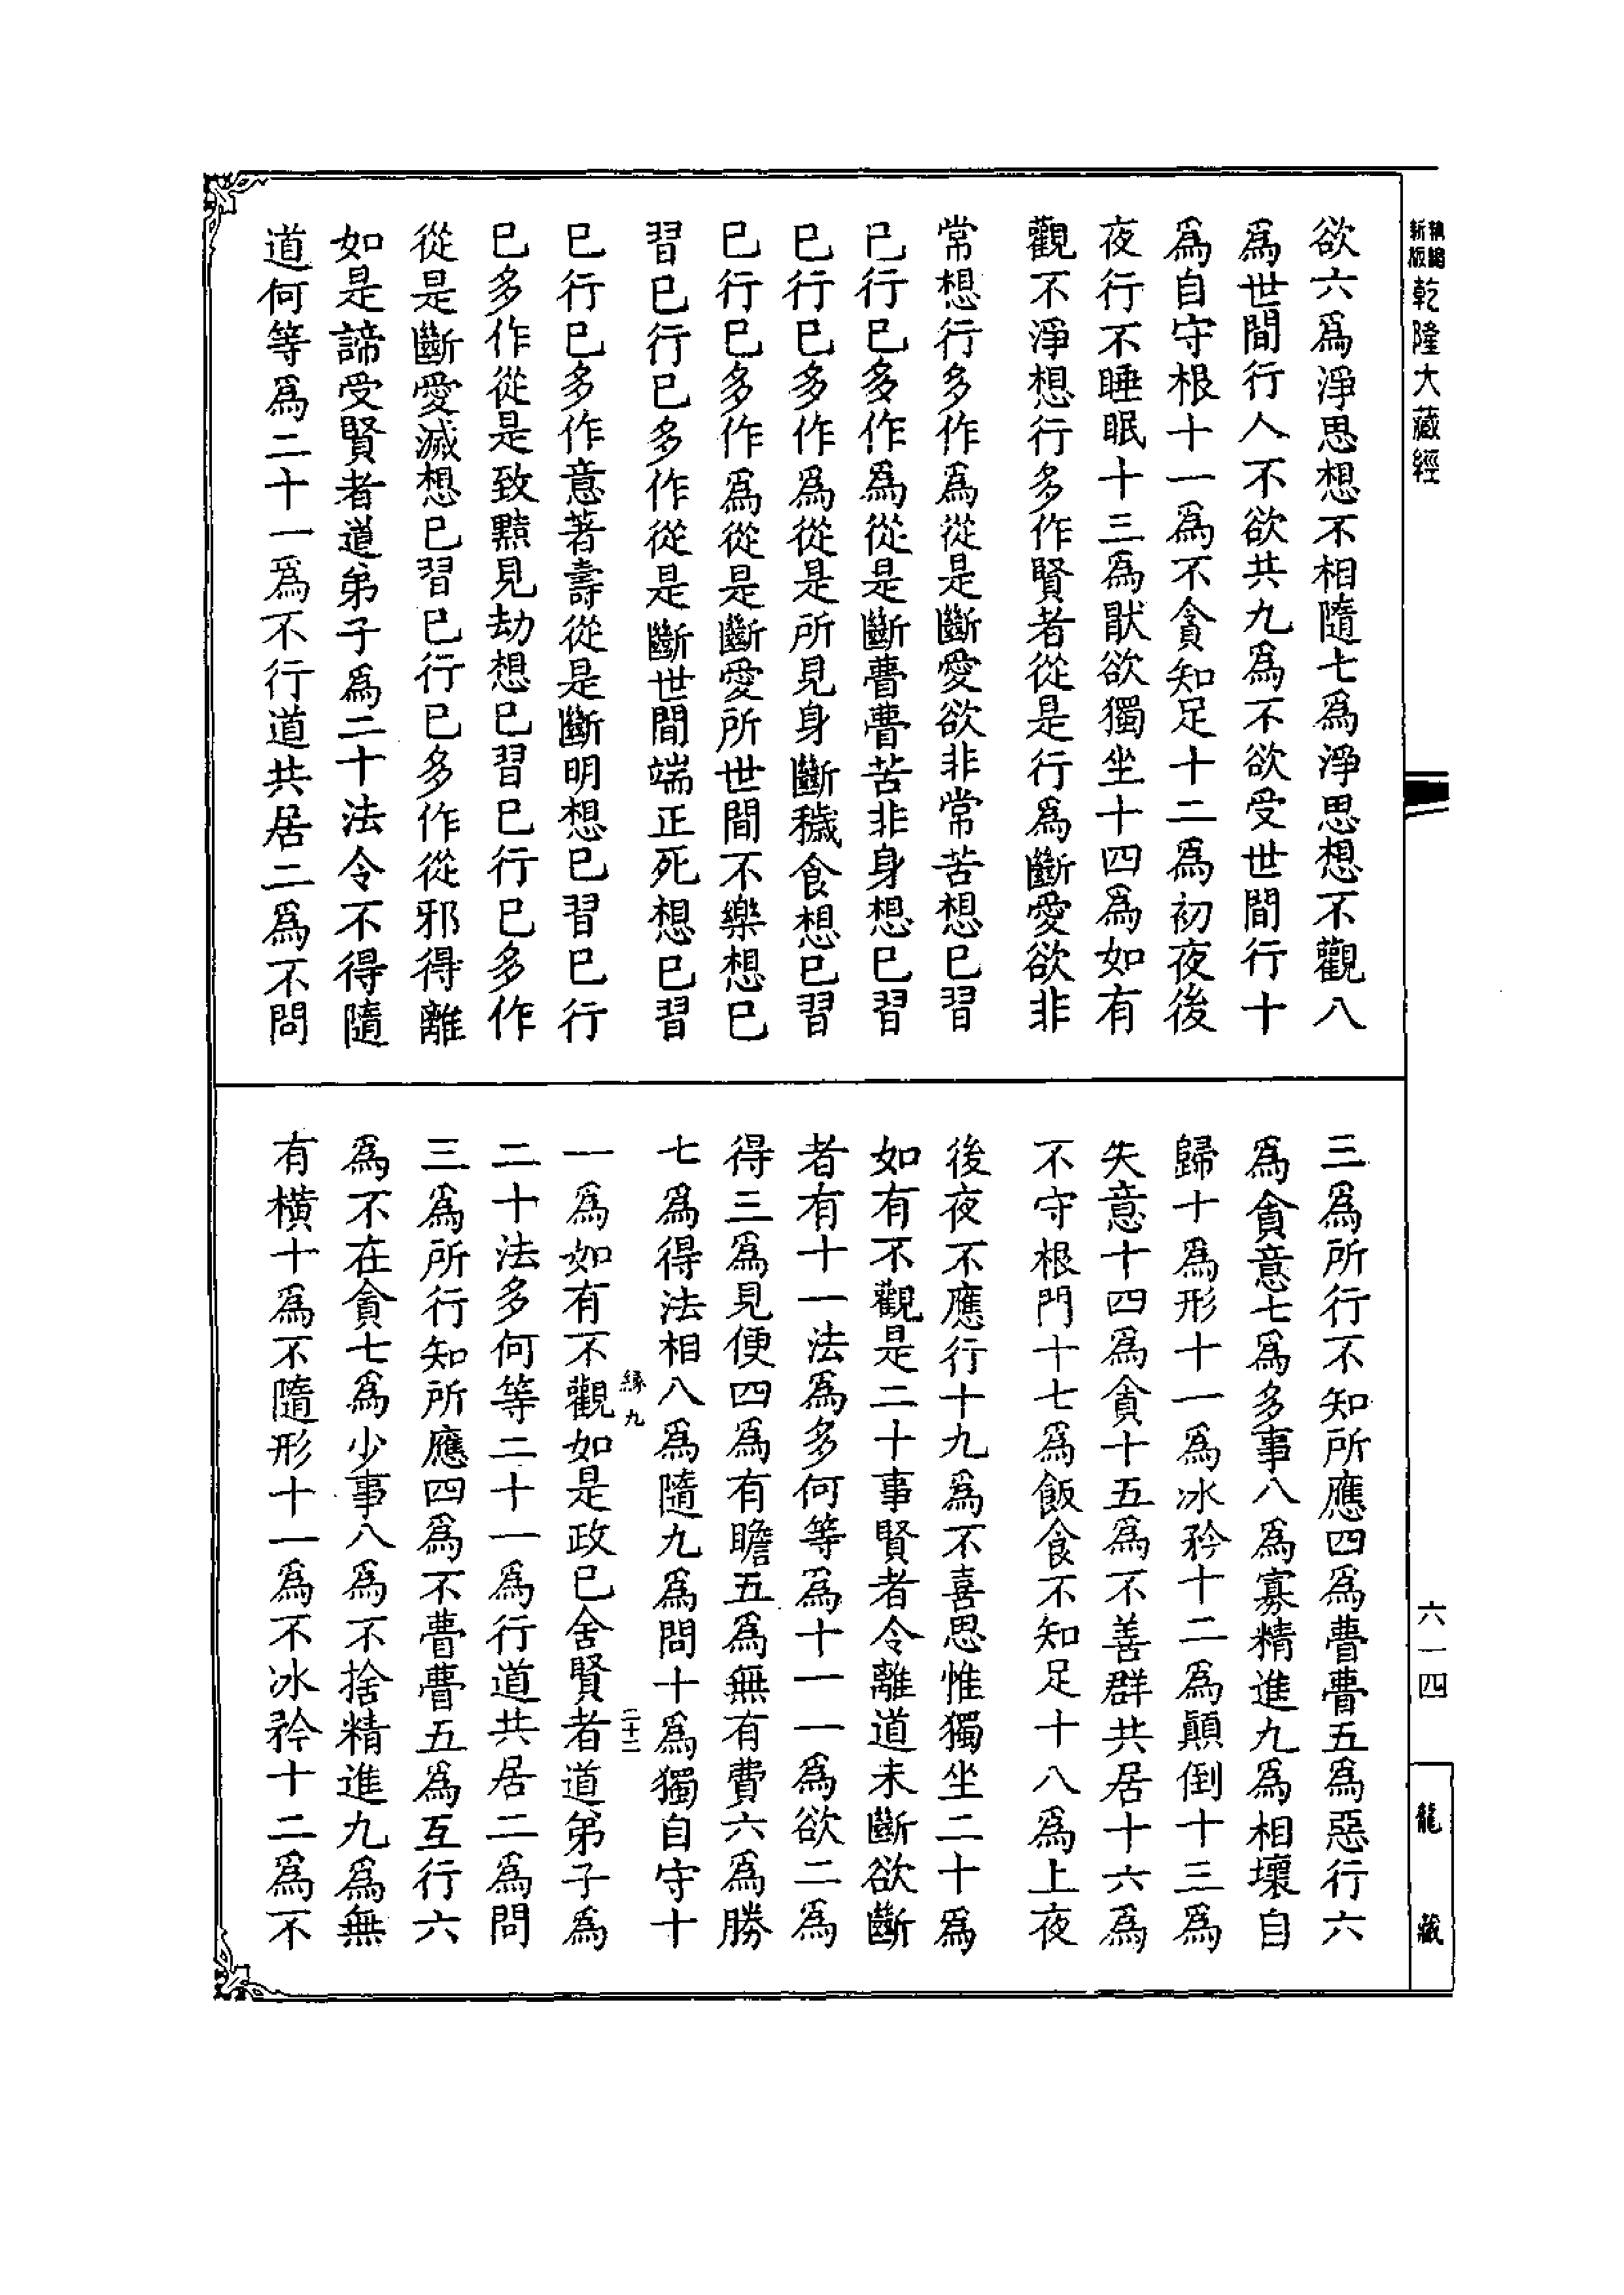 乾隆大藏經
欲六爲淨思想不相隨七爲淨思想不觀八
爲世間行人不欲共九爲不欲受世間行十
爲自守根十一爲不貪知足十二爲初夜後
夜行不睡眠十三爲猒欲獨坐十四爲如有
觀不淨想行多作賢者從是行爲斷愛欲非
常想行多作爲從是斷愛欲非常苦想已習
已行已多作爲從是斷瞢瞢苦非身想已習
已行已多作爲從是所見身斷穢食想已習
已行已多作爲從是斷愛所世間不樂想已
習已行已多作從是斷世間端正死想已習
已行已多作意著壽從是斷明想已習已行
已多作從是致黠見劫想已習已行已多作
從是斷愛滅想已習已行已多作從邪得離
如是諦受賢者道弟子爲二十法令不得隨
道何等爲二十一爲不行道共居二爲不問
三爲所行不知所應四爲瞢瞢五爲惡行六
爲貪意七爲多事八爲寡精進九爲相壞自
歸十爲形十一爲冰矜十二爲顛倒十三爲
失意十四爲貪十五爲不善群共居十六爲
不守根門十七爲飯食不知足十八爲上夜
後夜不應行十九爲不喜思惟獨坐二十爲
如有不觀是二十事賢者令離道未斷欲斷
者有十一法爲多何等爲十一一爲欲二爲
得三爲見便四爲有瞻五爲無有費六爲勝
七爲得法相八爲隨九爲問十爲獨自守十
一爲如有不觀如是政已舍賢者道弟子爲
緣九
二十二
二十法多何等二十一爲行道共居二爲問
三爲所行知所應四爲不瞢瞢五爲互行六
爲不在貪七爲少事八爲不捨精進九爲無
有橫十爲不隨形十一爲不冰矜十二爲不
六一四
龍藏